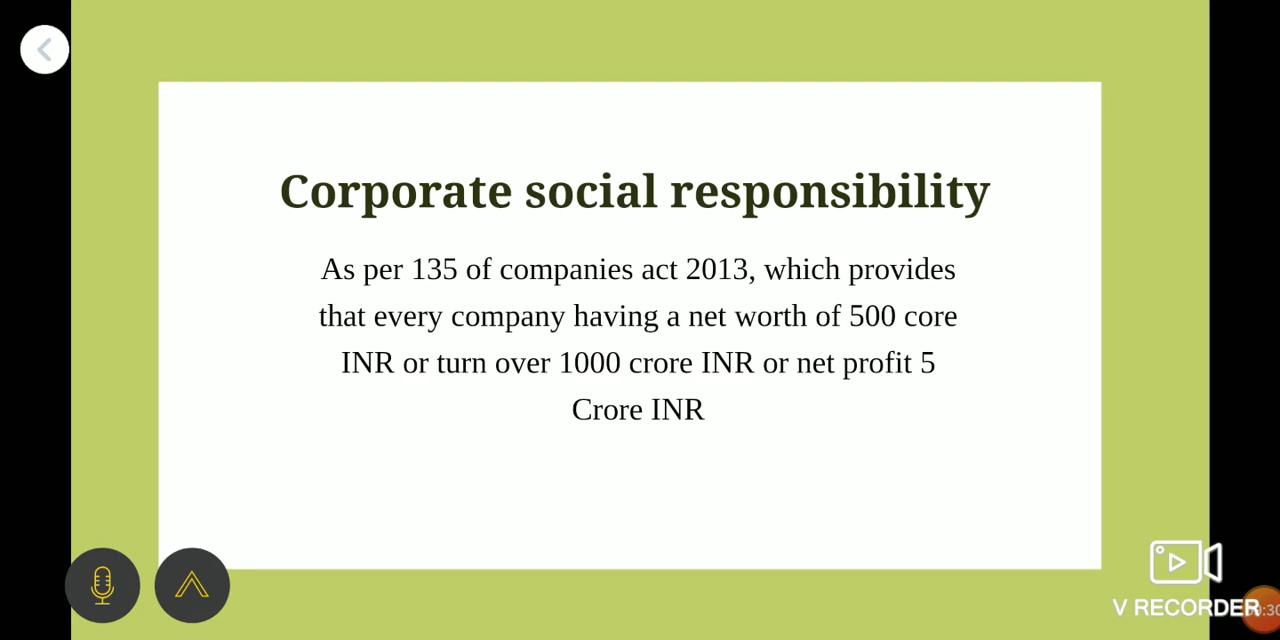 Corporate social responsibility
As per 135 of companies act 2013, which provides
that every company having a net worth of 500 core
INR or turn over 1000 crore INR or net profit 5
Crore INR
V RECORDER